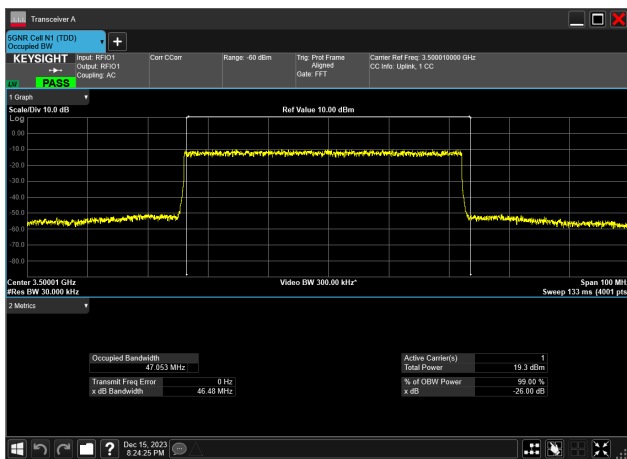 Transceiver A
5GNR Cell N1 (TDD)
Occupied BW
KEYSIGHT
Input: RFIO1
Output: RFIO1
Coupling: AC
Corr CCorr
Range: -60 dBm
Trig: Prot Frame
Aligned
Gate: FFT
Carrier Ref Freq: 3.500010000 GHz
CC Info: Uplink, 1 CC
PASS
1 Graph
Scale/Div 10.0 dB
Ref Value 10.00 dBm
Log
0.00
-10.0
-20.0
-30.0
-40.0
-50.0
-60.0
-70.0
-80.0
Center 3.50001 GHz
Video BW 300.00 kHz*
Span 100 MH
#Res BW 30.000 kHz
Sweep 133 ms (4001 pts
2 Metrics
Occupied Bandwidth
47.053 MHz
Active Carrier(s) 1
Total Power 19.3 dBm
Transmit Freq Error 0 Hz
x dB Bandwidth 46.48 MHz
% of OBW Power 99.00 %
x dB -26.00 dB
?
Dec 15, 2023
8:24:25 PM